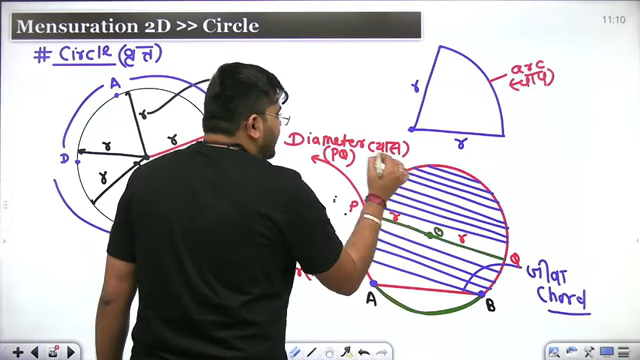 Mensuration 2D >> Circle
11:10
# Circle (वृत्त)
A
r
r
r
r
D
r
r
arc
(चाप)
Diameter (व्यास)
(PQ)
P
r
O
r
Q
A
B
जीवा
Chord